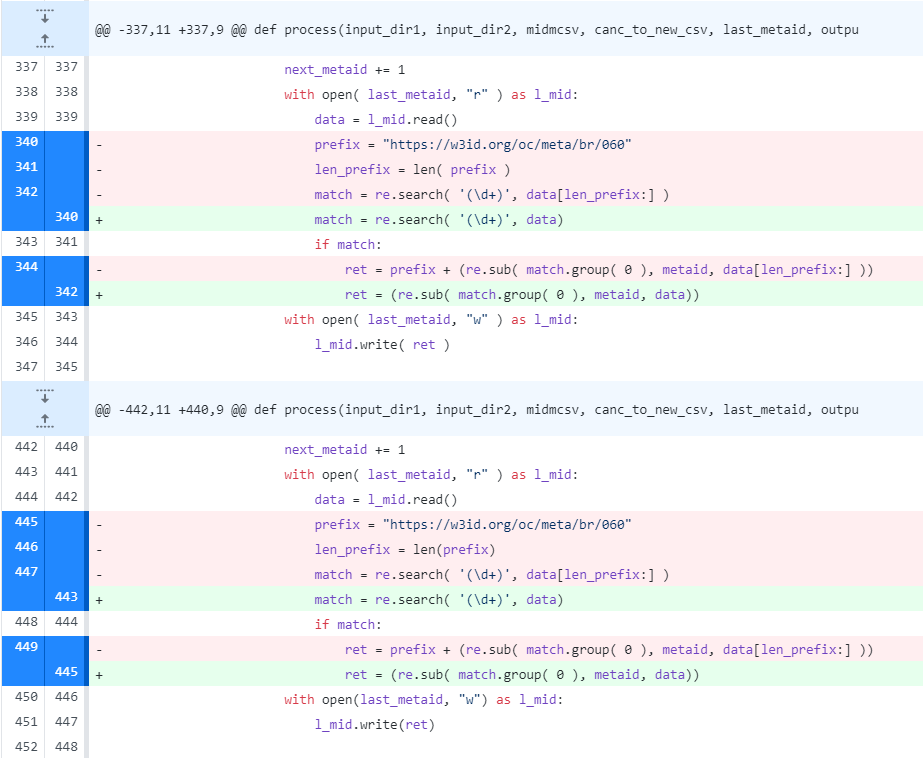 @@ -337,11 +337,9 @@ def process(input_dir1, input_dir2, midmcsv, canc_to_new_csv, last_metaid, outpu
337 337 next_metaid += 1
338 338 with open( last_metaid, "r" ) as l_mid:
339 339 data = l_mid.read()
340 - prefix = "https://w3id.org/oc/meta/br/060"
341 - len_prefix = len( prefix )
342 - match = re.search( '(\d+)', data[len_prefix:] )
340 + match = re.search( '(\d+)', data)
343 341 if match:
344 - ret = prefix + (re.sub( match.group( 0 ), metaid, data[len_prefix:] ))
342 + ret = (re.sub( match.group( 0 ), metaid, data))
345 343 with open( last_metaid, "w" ) as l_mid:
346 344 l_mid.write( ret )
347 345
@@ -442,11 +440,9 @@ def process(input_dir1, input_dir2, midmcsv, canc_to_new_csv, last_metaid, outpu
442 440 next_metaid += 1
443 441 with open( last_metaid, "r" ) as l_mid:
444 442 data = l_mid.read()
445 - prefix = "https://w3id.org/oc/meta/br/060"
446 - len_prefix = len(prefix)
447 - match = re.search( '(\d+)', data[len_prefix:] )
443 + match = re.search( '(\d+)', data)
448 444 if match:
449 - ret = prefix + (re.sub( match.group( 0 ), metaid, data[len_prefix:] ))
445 + ret = (re.sub( match.group( 0 ), metaid, data))
450 446 with open(last_metaid, "w") as l_mid:
451 447 l_mid.write(ret)
452 448